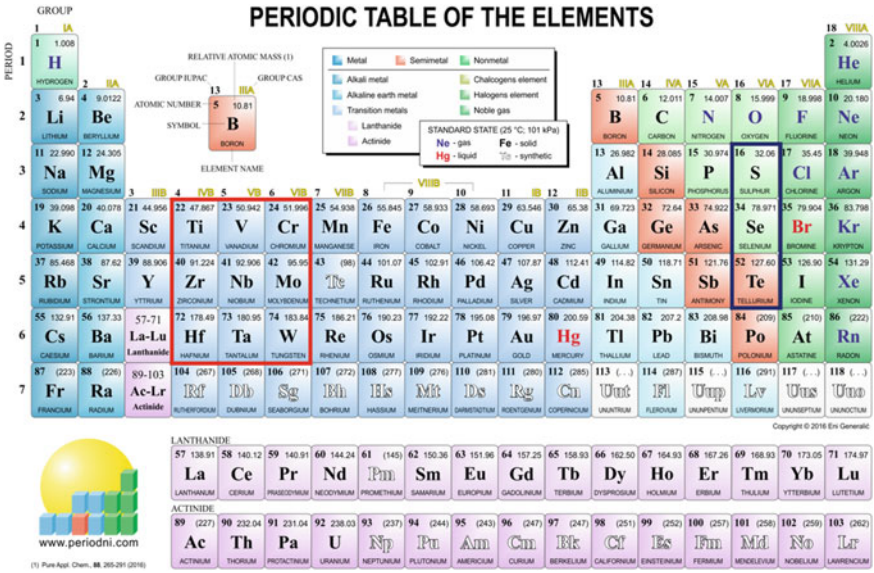 PERIODIC TABLE OF THE ELEMENTS
GROUP
PERIOD
1 IA
2 IIA
3 IIIB
4 IVB
5 VB
6 VIB
7 VIIB
8 9 10
VIIIB
11 IB
12 IIB
13 IIIA
14 IVA
15 VA
16 VIA
17 VIIA
18 VIIIA
RELATIVE ATOMIC MASS (1)
GROUP IUPAC
GROUP CAS
13 IIIA
ATOMIC NUMBER
5 10.81
SYMBOL
B
BORON
ELEMENT NAME
Metal
Semimetal
Nonmetal
Alkali metal
Alkaline earth metal
Transition metals
Lanthanide
Actinide
Chalcogens element
Halogens element
Noble gas
STANDARD STATE (25 °C; 101 kPa)
Ne - gas
Fe - solid
Hg - liquid
Tc - synthetic
1
1 1.008 H HYDROGEN
2 4.0026 He HELIUM
2
3 6.94 Li LITHIUM
4 9.0122 Be BERYLLIUM
5 10.81 B BORON
6 12.011 C CARBON
7 14.007 N NITROGEN
8 15.999 O OXYGEN
9 18.998 F FLUORINE
10 20.180 Ne NEON
3
11 22.990 Na SODIUM
12 24.305 Mg MAGNESIUM
13 26.982 Al ALUMINIUM
14 28.085 Si SILICON
15 30.974 P PHOSPHORUS
16 32.06 S SULPHUR
17 35.45 Cl CHLORINE
18 39.948 Ar ARGON
4
19 39.098 K POTASSIUM
20 40.078 Ca CALCIUM
21 44.956 Sc SCANDIUM
22 47.867 Ti TITANIUM
23 50.942 V VANADIUM
24 51.996 Cr CHROMIUM
25 54.938 Mn MANGANESE
26 55.845 Fe IRON
27 58.933 Co COBALT
28 58.693 Ni NICKEL
29 63.546 Cu COPPER
30 65.38 Zn ZINC
31 69.723 Ga GALLIUM
32 72.64 Ge GERMANIUM
33 74.922 As ARSENIC
34 78.971 Se SELENIUM
35 79.904 Br BROMINE
36 83.798 Kr KRYPTON
5
37 85.468 Rb RUBIDIUM
38 87.62 Sr STRONTIUM
39 88.906 Y YTTRIUM
40 91.224 Zr ZIRCONIUM
41 92.906 Nb NIOBIUM
42 95.95 Mo MOLYBDENUM
43 (98) Tc TECHNETIUM
44 101.07 Ru RUTHENIUM
45 102.91 Rh RHODIUM
46 106.42 Pd PALLADIUM
47 107.87 Ag SILVER
48 112.41 Cd CADMIUM
49 114.82 In INDIUM
50 118.71 Sn TIN
51 121.76 Sb ANTIMONY
52 127.60 Te TELLURIUM
53 126.90 I IODINE
54 131.29 Xe XENON
6
55 132.91 Cs CAESIUM
56 137.33 Ba BARIUM
57-71 La-Lu Lanthanide
72 178.49 Hf HAFNIUM
73 180.95 Ta TANTALUM
74 183.84 W TUNGSTEN
75 186.21 Re RHENIUM
76 190.23 Os OSMIUM
77 192.22 Ir IRIDIUM
78 195.08 Pt PLATINUM
79 196.97 Au GOLD
80 200.59 Hg MERCURY
81 204.38 Tl THALLIUM
82 207.2 Pb LEAD
83 208.98 Bi BISMUTH
84 (209) Po POLONIUM
85 (210) At ASTATINE
86 (222) Rn RADON
7
87 (223) Fr FRANCIUM
88 (226) Ra RADIUM
89-103 Ac-Lr Actinide
104 (267) Rf RUTHERFORDIUM
105 (268) Db DUBNIUM
106 (271) Sg SEABORGIUM
107 (272) Bh BOHRIUM
108 (277) Hs HASSIUM
109 (276) Mt MEITNERIUM
110 (281) Ds DARMSTADTIUM
111 (280) Rg ROENTGENIUM
112 (285) Cn COPERNICIUM
113 (...) Uut UNUNTRIUM
114 (287) Fl FLEROVIUM
115 (...) Uup UNUNPENTIUM
116 (291) Lv LIVERMORIUM
117 (...) Uus UNUNSEPTIUM
118 (...) Uuo UNUNOCTIUM
Copyright © 2016 Eni Generalić
LANTHANIDE
57 138.91 La LANTHANUM
58 140.12 Ce CERIUM
59 140.91 Pr PRASEODYMIUM
60 144.24 Nd NEODYMIUM
61 (145) Pm PROMETHIUM
62 150.36 Sm SAMARIUM
63 151.96 Eu EUROPIUM
64 157.25 Gd GADOLINIUM
65 158.93 Tb TERBIUM
66 162.50 Dy DYSPROSIUM
67 164.93 Ho HOLMIUM
68 167.26 Er ERBIUM
69 168.93 Tm THULIUM
70 173.05 Yb YTTERBIUM
71 174.97 Lu LUTETIUM
ACTINIDE
89 (227) Ac ACTINIUM
90 232.04 Th THORIUM
91 231.04 Pa PROTACTINIUM
92 238.03 U URANIUM
93 (237) Np NEPTUNIUM
94 (244) Pu PLUTONIUM
95 (243) Am AMERICIUM
96 (247) Cm CURIUM
97 (247) Bk BERKELIUM
98 (251) Cf CALIFORNIUM
99 (252) Es EINSTEINIUM
100 (257) Fm FERMIUM
101 (258) Md MENDELEVIUM
102 (259) No NOBELIUM
103 (262) Lr LAWRENCIUM
www.periodni.com
(1) Pure Appl. Chem., 88, 265-291 (2016)